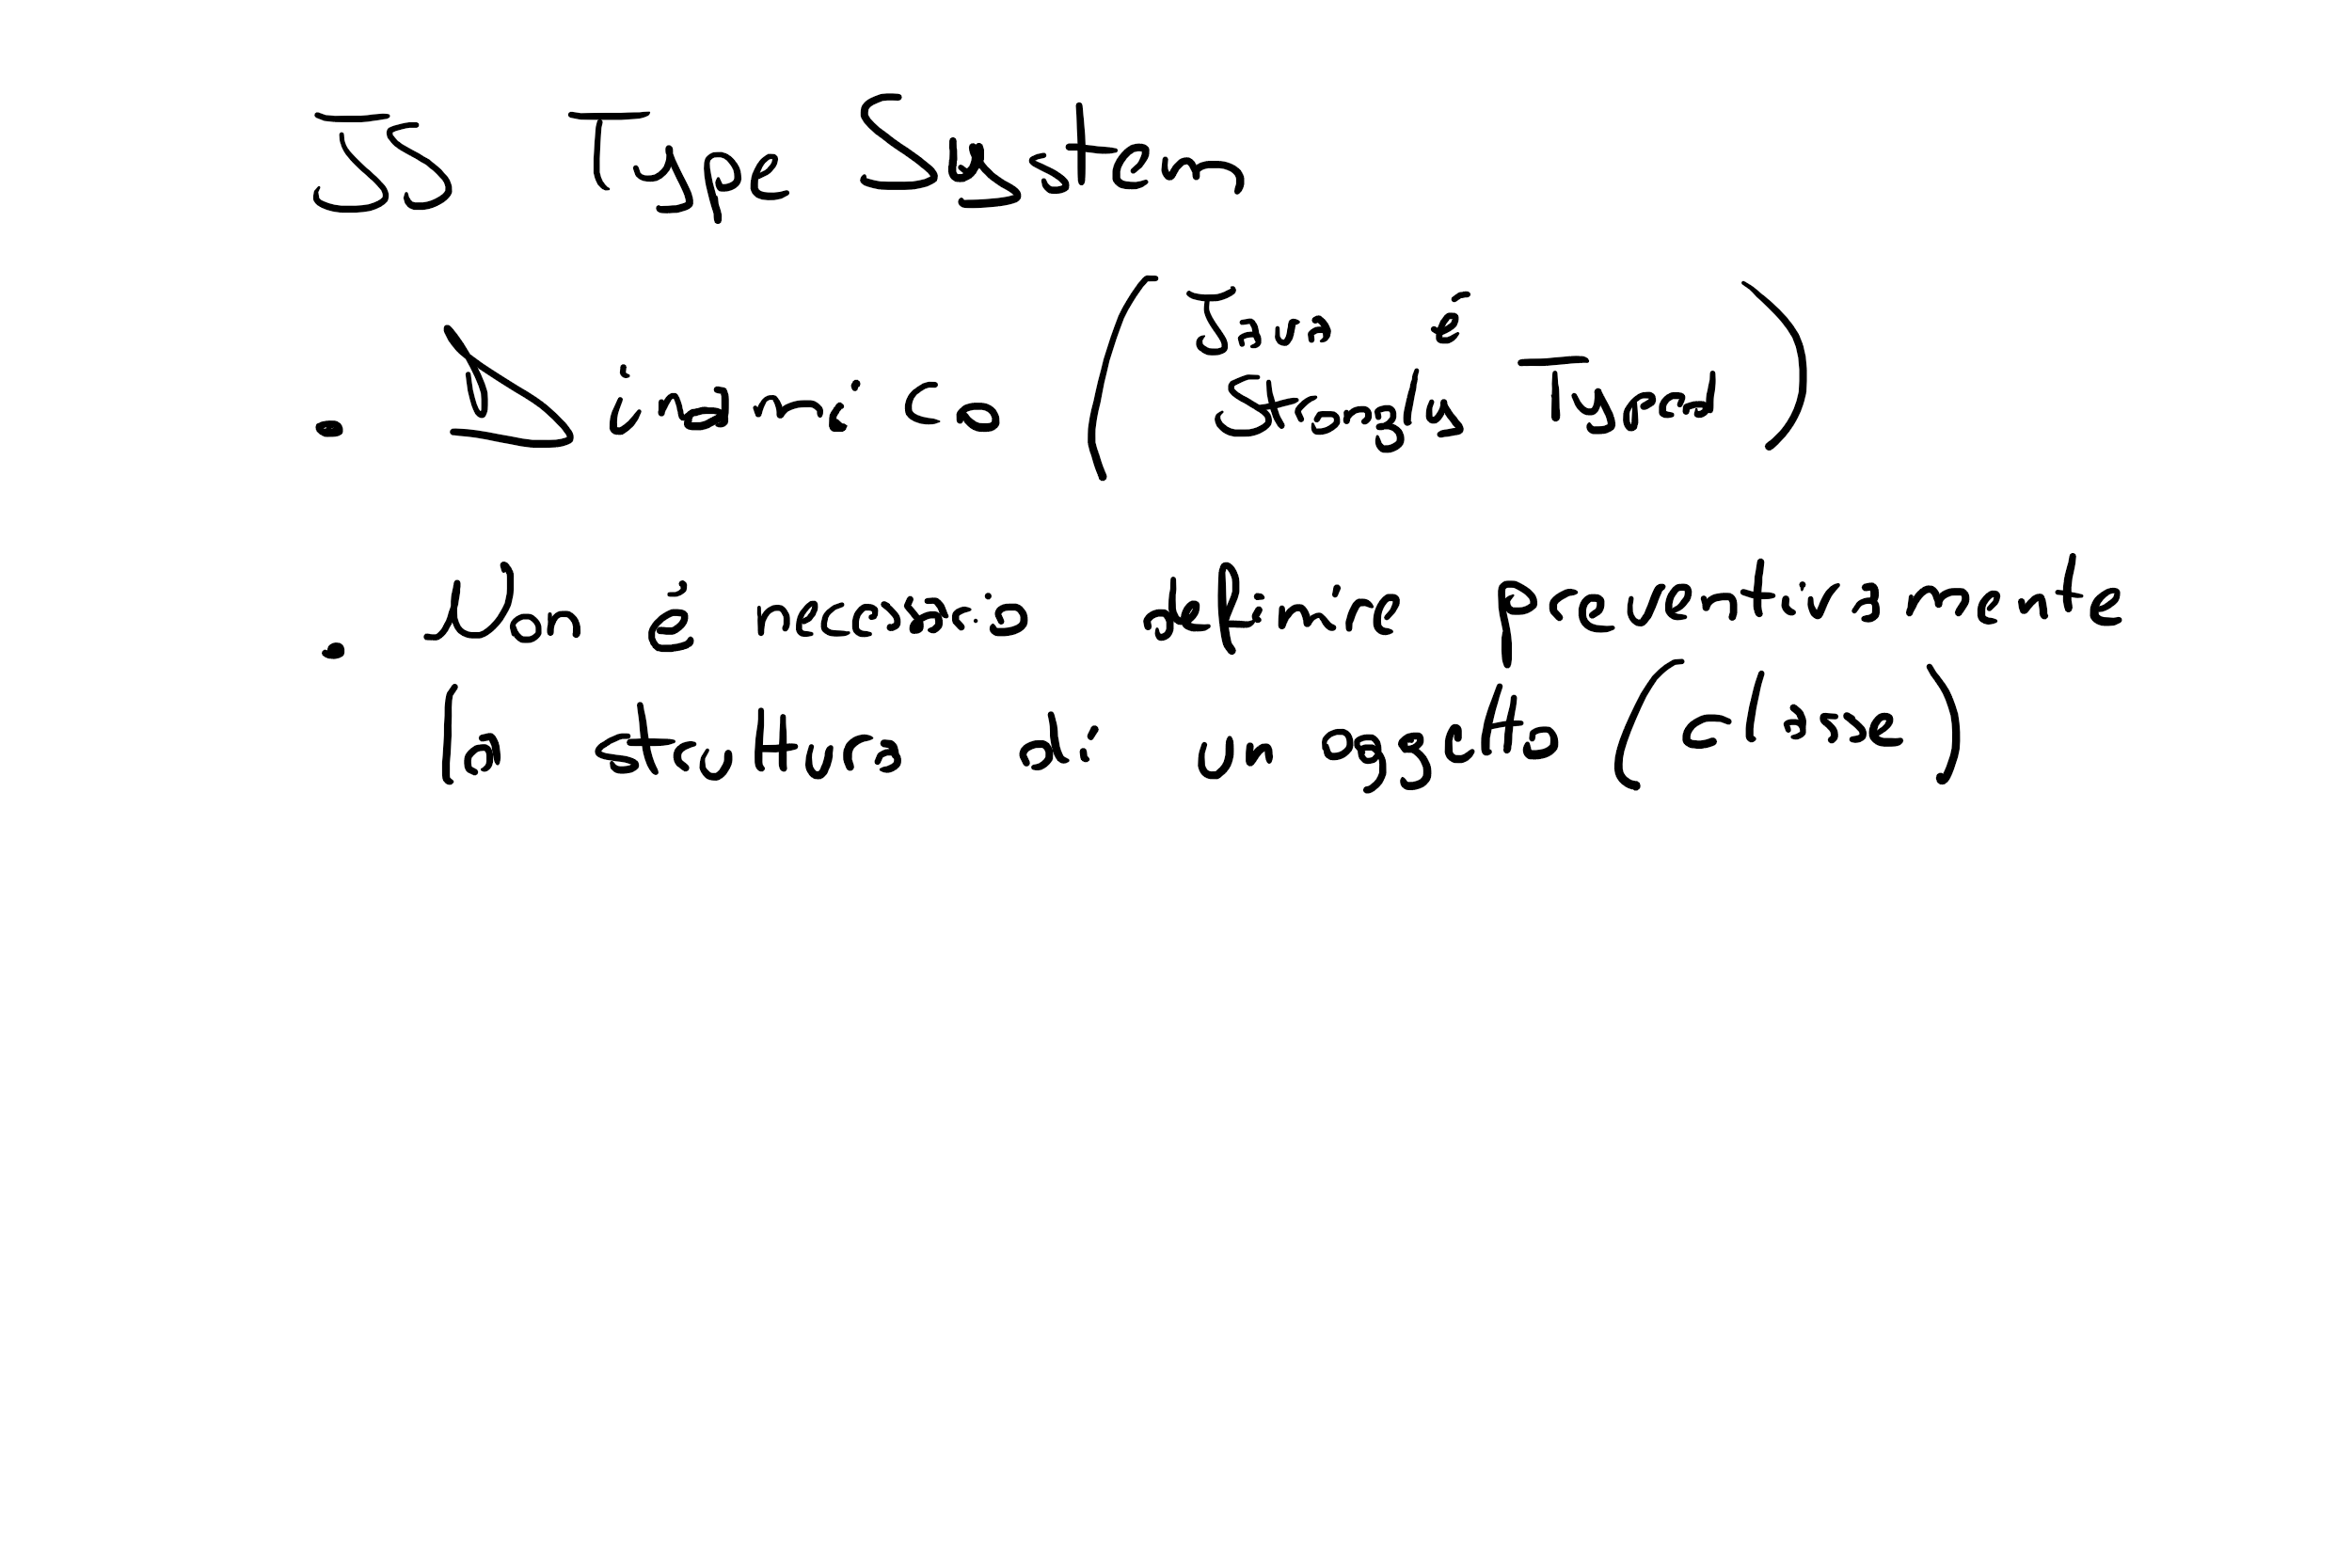 JS Type System
• Dinamico (Java é
Strongly Typed)
• Non é necessario definire preventivamente
la struttura di un oggetto (classe)